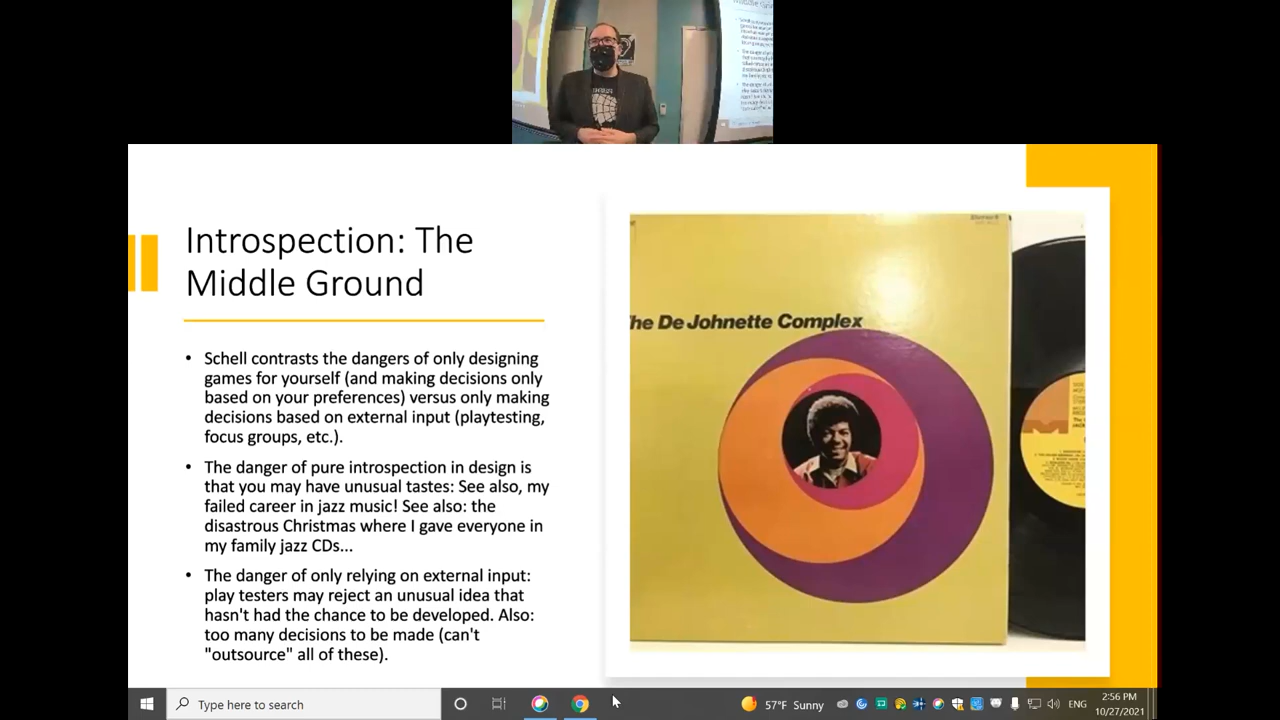 Introspection: The
Middle Ground
• Schell contrasts the dangers of only designing
games for yourself (and making decisions only
based on your preferences) versus only making
decisions based on external input (playtesting,
focus groups, etc.).
• The danger of pure introspection in design is
that you may have unusual tastes: See also, my
failed career in jazz music! See also: the
disastrous Christmas where I gave everyone in
my family jazz CDs...
• The danger of only relying on external input:
play testers may reject an unusual idea that
hasn't had the chance to be developed. Also:
too many decisions to be made (can't
"outsource" all of these).
he De Johnette Complex
Type here to search
57°F Sunny
ENG
2:56 PM
10/27/2021